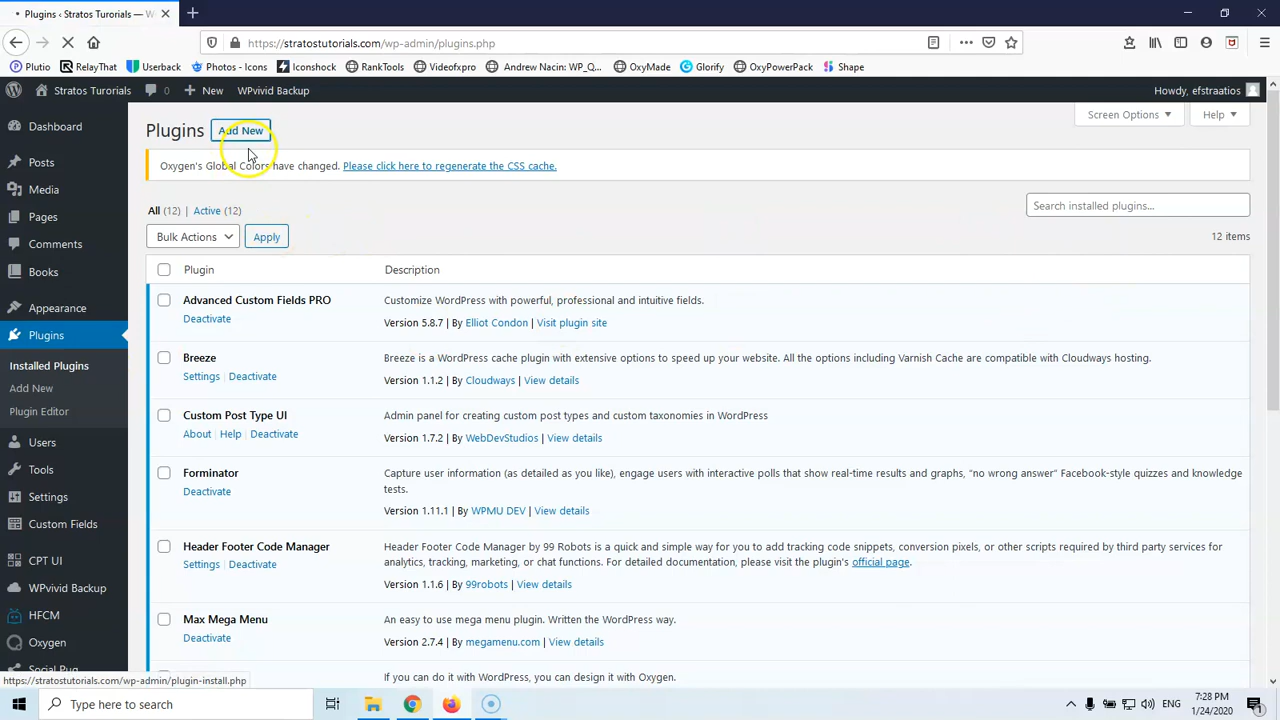 Plugins ‹ Stratos Turorials — W
https://stratostutorials.com/wp-admin/plugins.php
Plutio RelayThat Userback Photos - Icons Iconshock RankTools Videofxpro Andrew Nacin: WP_Q... OxyMade Glorify OxyPowerPack Shape
Stratos Turorials 0 New WPvivid Backup Howdy, efstraatios
Dashboard
Posts
Media
Pages
Comments
Books
Appearance
Plugins
Installed Plugins
Add New
Plugin Editor
Users
Tools
Settings
Custom Fields
CPT UI
WPvivid Backup
HFCM
Oxygen
Social Pug
Plugins Add New
Screen Options Help
Oxygen's Global Colors have changed. Please click here to regenerate the CSS cache.
All (12) | Active (12)
Search installed plugins...
Bulk Actions Apply
12 items
Plugin Description
Advanced Custom Fields PRO
Deactivate
Customize WordPress with powerful, professional and intuitive fields.
Version 5.8.7 | By Elliot Condon | Visit plugin site
Breeze
Settings | Deactivate
Breeze is a WordPress cache plugin with extensive options to speed up your website. All the options including Varnish Cache are compatible with Cloudways hosting.
Version 1.1.2 | By Cloudways | View details
Custom Post Type UI
About | Help | Deactivate
Admin panel for creating custom post types and custom taxonomies in WordPress
Version 1.7.2 | By WebDevStudios | View details
Forminator
Deactivate
Capture user information (as detailed as you like), engage users with interactive polls that show real-time results and graphs, “no wrong answer” Facebook-style quizzes and knowledge
tests.
Version 1.11.1 | By WPMU DEV | View details
Header Footer Code Manager
Settings | Deactivate
Header Footer Code Manager by 99 Robots is a quick and simple way for you to add tracking code snippets, conversion pixels, or other scripts required by third party services for
analytics, tracking, marketing, or chat functions. For detailed documentation, please visit the plugin's official page.
Version 1.1.6 | By 99robots | View details
Max Mega Menu
Deactivate
An easy to use mega menu plugin. Written the WordPress way.
Version 2.7.4 | By megamenu.com | View details
If you can do it with WordPress, you can design it with Oxygen.
https://stratostutorials.com/wp-admin/plugin-install.php
Type here to search
ENG
7:28 PM
1/24/2020